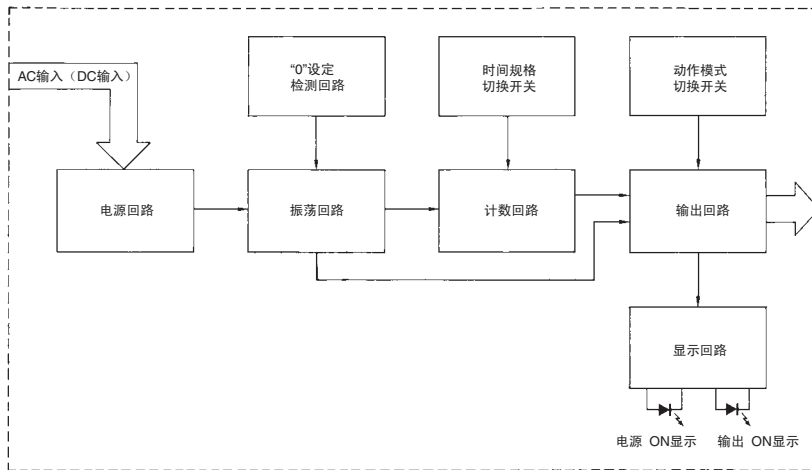 AC输入（DC输入）
“0”设定
检测回路
时间规格
切换开关
动作模式
切换开关
电源回路
振荡回路
计数回路
输出回路
显示回路
电源 ON显示
输出 ON显示